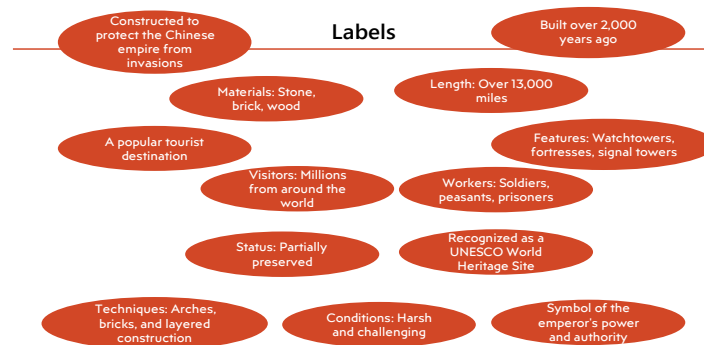 Labels
Constructed to
protect the Chinese
empire from
invasions
Built over 2,000
years ago
Materials: Stone,
brick, wood
Length: Over 13,000
miles
A popular tourist
destination
Features: Watchtowers,
fortresses, signal towers
Visitors: Millions
from around the
world
Workers: Soldiers,
peasants, prisoners
Status: Partially
preserved
Recognized as a
UNESCO World
Heritage Site
Techniques: Arches,
bricks, and layered
construction
Conditions: Harsh
and challenging
Symbol of the
emperor's power
and authority